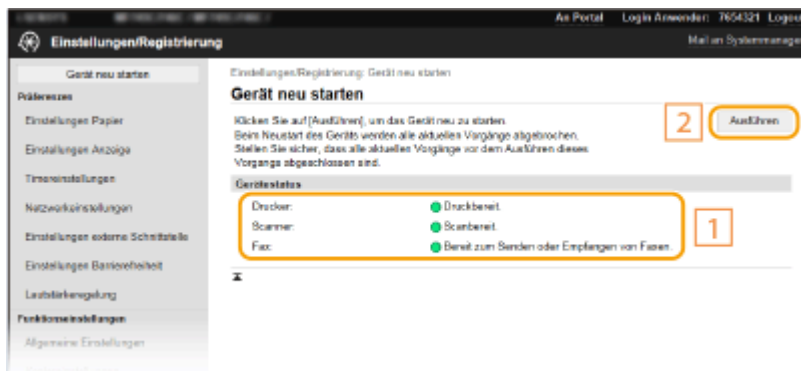 An Portal Login Anwender: 7654321 Logou
Einstellungen/Registrierung
Mail an Systemmanager
Gerät neu starten
Präferenzen
Einstellungen Papier
Einstellungen Anzeige
Timereinstellungen
Netzwerkeinstellungen
Einstellungen externe Schnittstelle
Einstellungen Barrierefreiheit
Lautstärkeregelung
Funktionseinstellungen
Allgemeine Einstellungen
Einstellungen/Registrierung: Gerät neu starten
Gerät neu starten
Klicken Sie auf [Ausführen], um das Gerät neu zu starten.
Beim Neustart des Geräts werden alle aktuellen Vorgänge abgebrochen.
Stellen Sie sicher, dass alle aktuellen Vorgänge vor dem Ausführen dieses
Vorgangs abgeschlossen sind.
2
Ausführen
Gerätestatus
Drucker: Druckbereit.
Scanner: Scanbereit.
Fax: Bereit zum Senden oder Empfangen von Faxen.
1